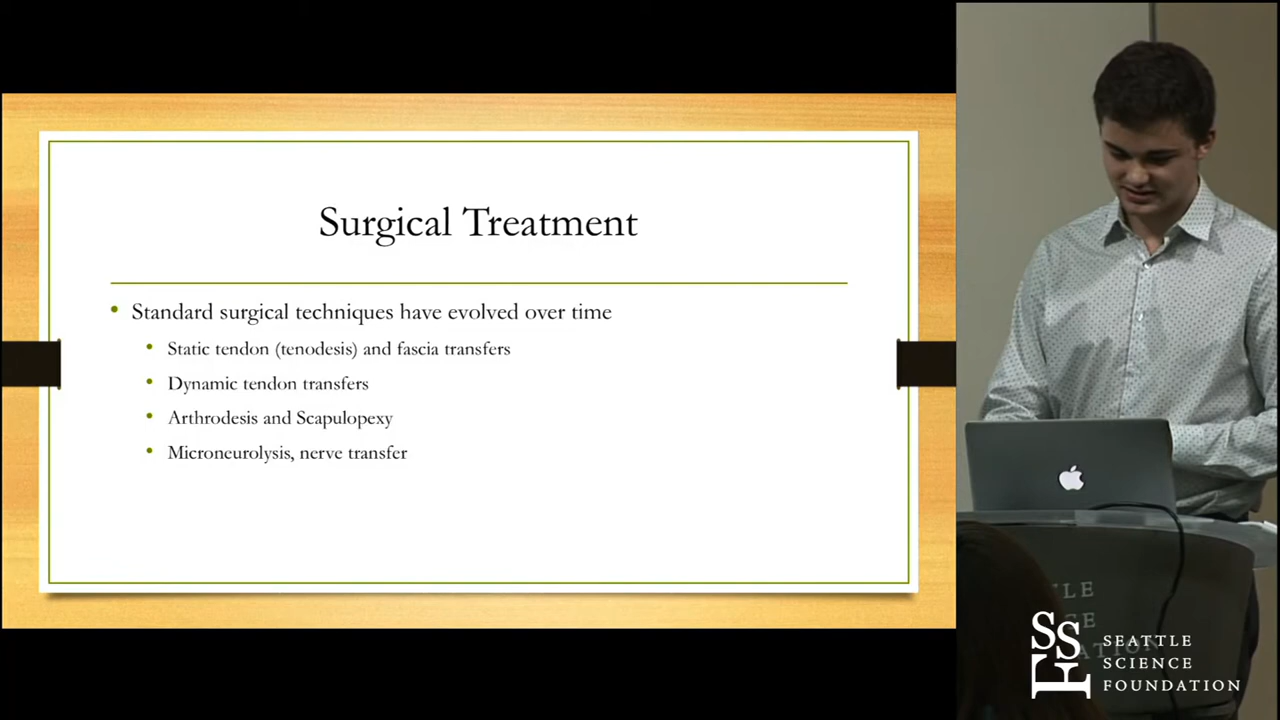 Surgical Treatment
• Standard surgical techniques have evolved over time
• Static tendon (tenodesis) and fascia transfers
• Dynamic tendon transfers
• Arthrodesis and Scapulopexy
• Microneurolysis, nerve transfer
SSF
SEATTLE
SCIENCE
FOUNDATION